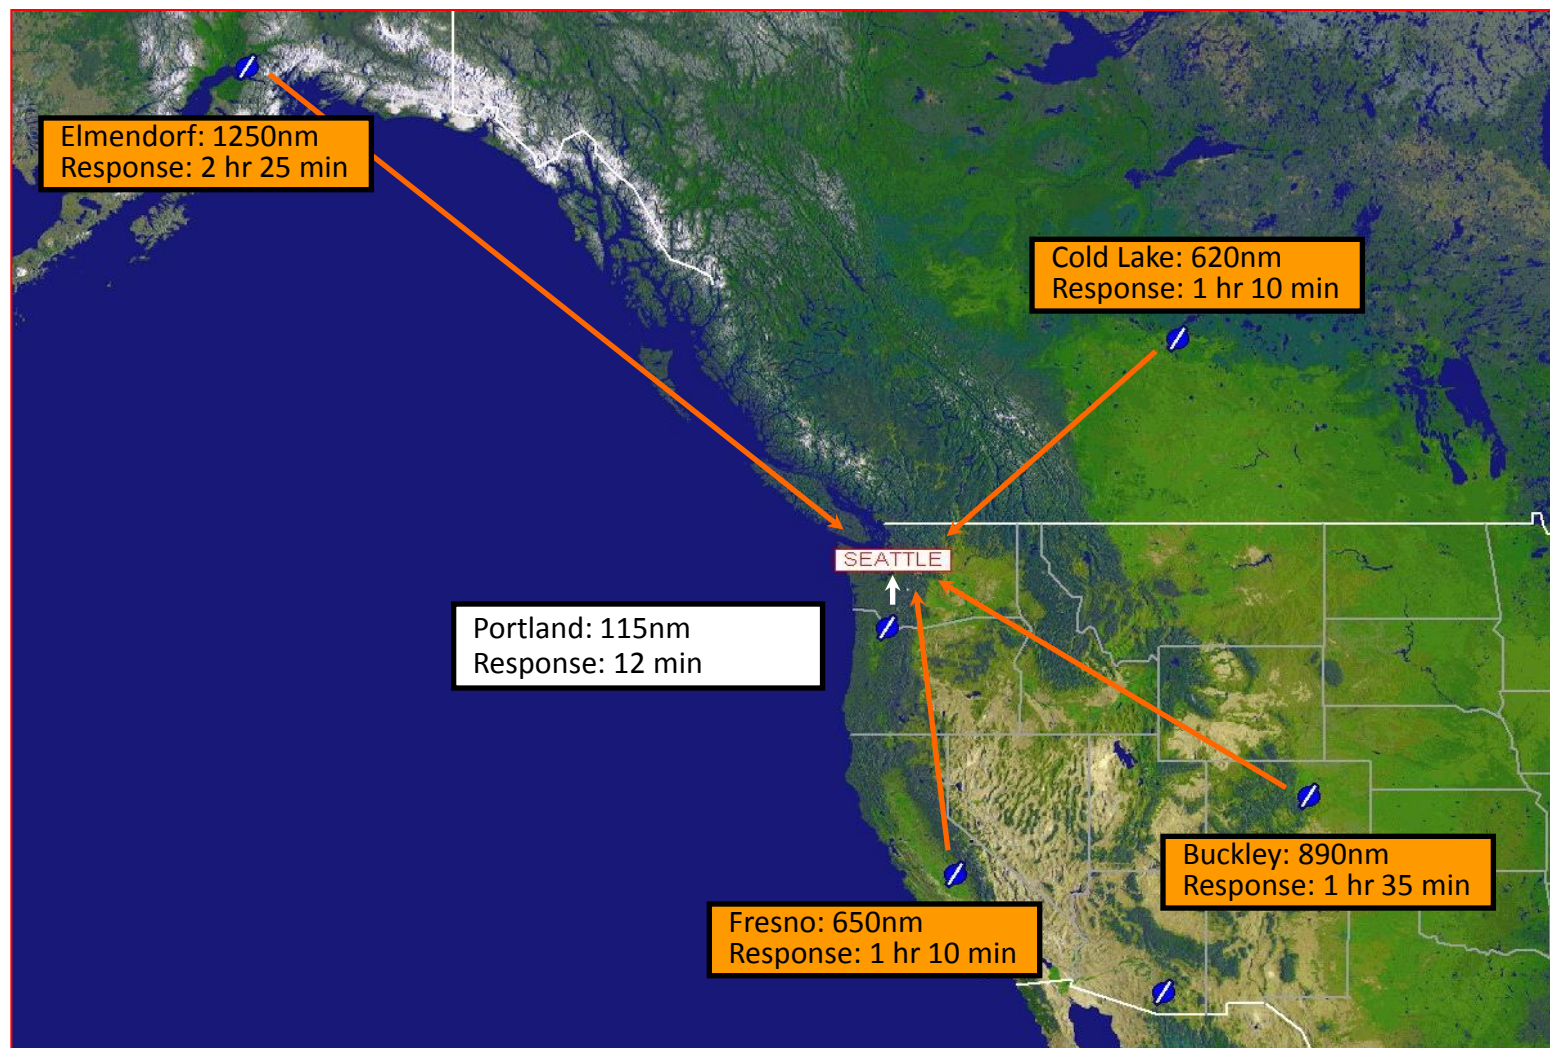 Elmendorf: 1250nm
Response: 2 hr 25 min
Cold Lake: 620nm
Response: 1 hr 10 min
SEATTLE
Portland: 115nm
Response: 12 min
Buckley: 890nm
Response: 1 hr 35 min
Fresno: 650nm
Response: 1 hr 10 min